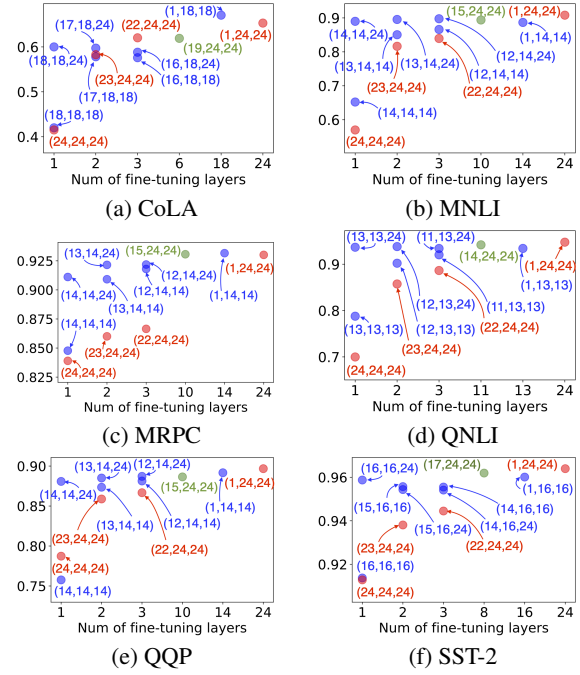 (1,18,18)
(17,18,24) (22,24,24) (1,24,24)
0.6
(18,18,24) (19,24,24)
(16,18,24)
(23,24,24) (16,18,18)
0.5
(17,18,18)
(18,18,18)
0.4
(24,24,24)
1 2 3 6 18 24
Num of fine-tuning layers
(a) CoLA
(15,24,24) (1,24,24)
0.9
(14,14,24) (1,14,14)
(12,14,24)
0.8
(13,14,14) (13,14,24) (12,14,14)
(23,24,24) (22,24,24)
0.7
(14,14,14)
0.6
(24,24,24)
1 2 3 10 14 24
Num of fine-tuning layers
(b) MNLI
(13,14,24) (15,24,24)
0.925
(12,14,24) (1,24,24)
0.900
(14,14,24) (13,14,14) (12,14,14) (1,14,14)
0.875
(14,14,14) (22,24,24)
0.850
(23,24,24)
(24,24,24)
0.825
1 2 3 10 14 24
Num of fine-tuning layers
(c) MRPC
(13,13,24) (11,13,24)
0.9
(14,24,24) (1,24,24)
(1,13,13)
0.8
(11,13,13)
(13,13,13) (12,13,24) (22,24,24)
(12,13,13)
(23,24,24)
0.7
(24,24,24)
1 2 3 10 13 24
Num of fine-tuning layers
(d) QNLI
(13,14,24) (12,14,24)
0.90
(14,14,24) (15,24,24) (1,24,24)
(1,14,14)
0.85
(13,14,14) (12,14,14)
(23,24,24) (22,24,24)
0.80
(24,24,24)
0.75
(14,14,14)
1 2 3 10 14 24
Num of fine-tuning layers
(e) QQP
(16,16,24) (17,24,24) (1,24,24)
0.96
(15,16,16) (14,16,16) (1,16,16)
0.94
(15,16,24) (14,16,24)
(23,24,24) (22,24,24)
0.92
(16,16,16)
(24,24,24)
1 2 3 8 16 24
Num of fine-tuning layers
(f) SST-2